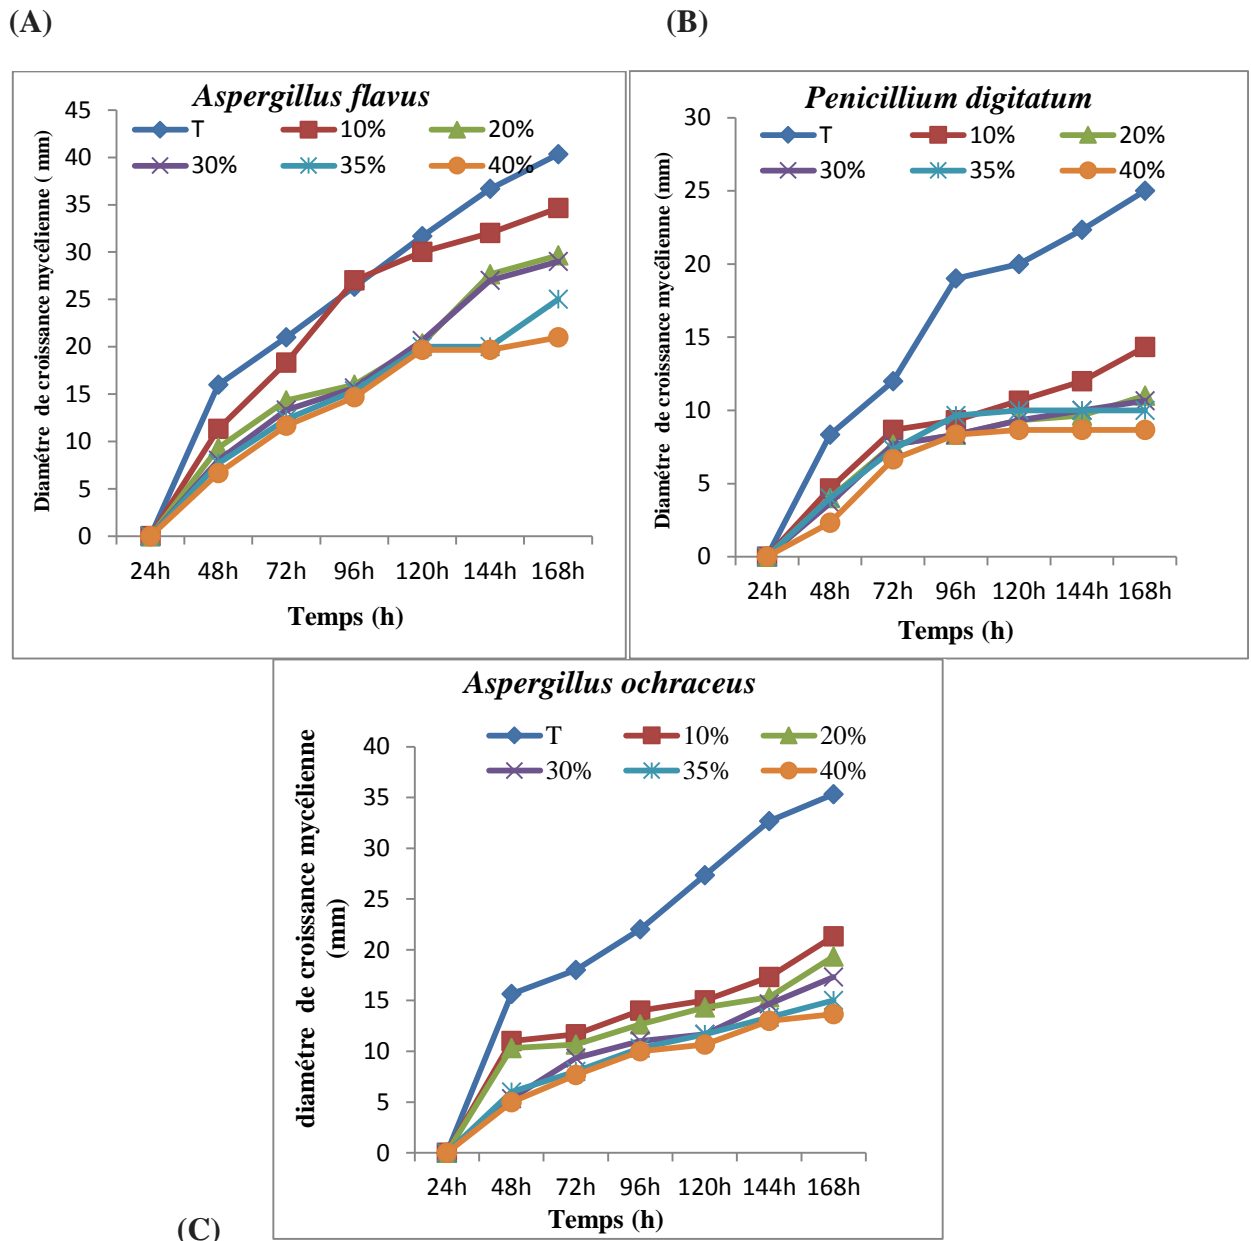 (A)
(B)
Aspergillus flavus
T 10% 20%
30% 35% 40%
Diamétre de croissance mycélienne ( mm)
45
40
35
30
25
20
15
10
5
0
24h 48h 72h 96h 120h 144h 168h
Temps (h)
Penicillium digitatum
T 10% 20%
30% 35% 40%
Diamétre de croissance mycélienne (mm)
30
25
20
15
10
5
0
24h 48h 72h 96h 120h 144h 168h
Temps (h)
Aspergillus ochraceus
T 10% 20%
30% 35% 40%
diamétre de croissance mycélienne
(mm)
40
35
30
25
20
15
10
5
0
24h 48h 72h 96h 120h 144h 168h
Temps (h)
(C)